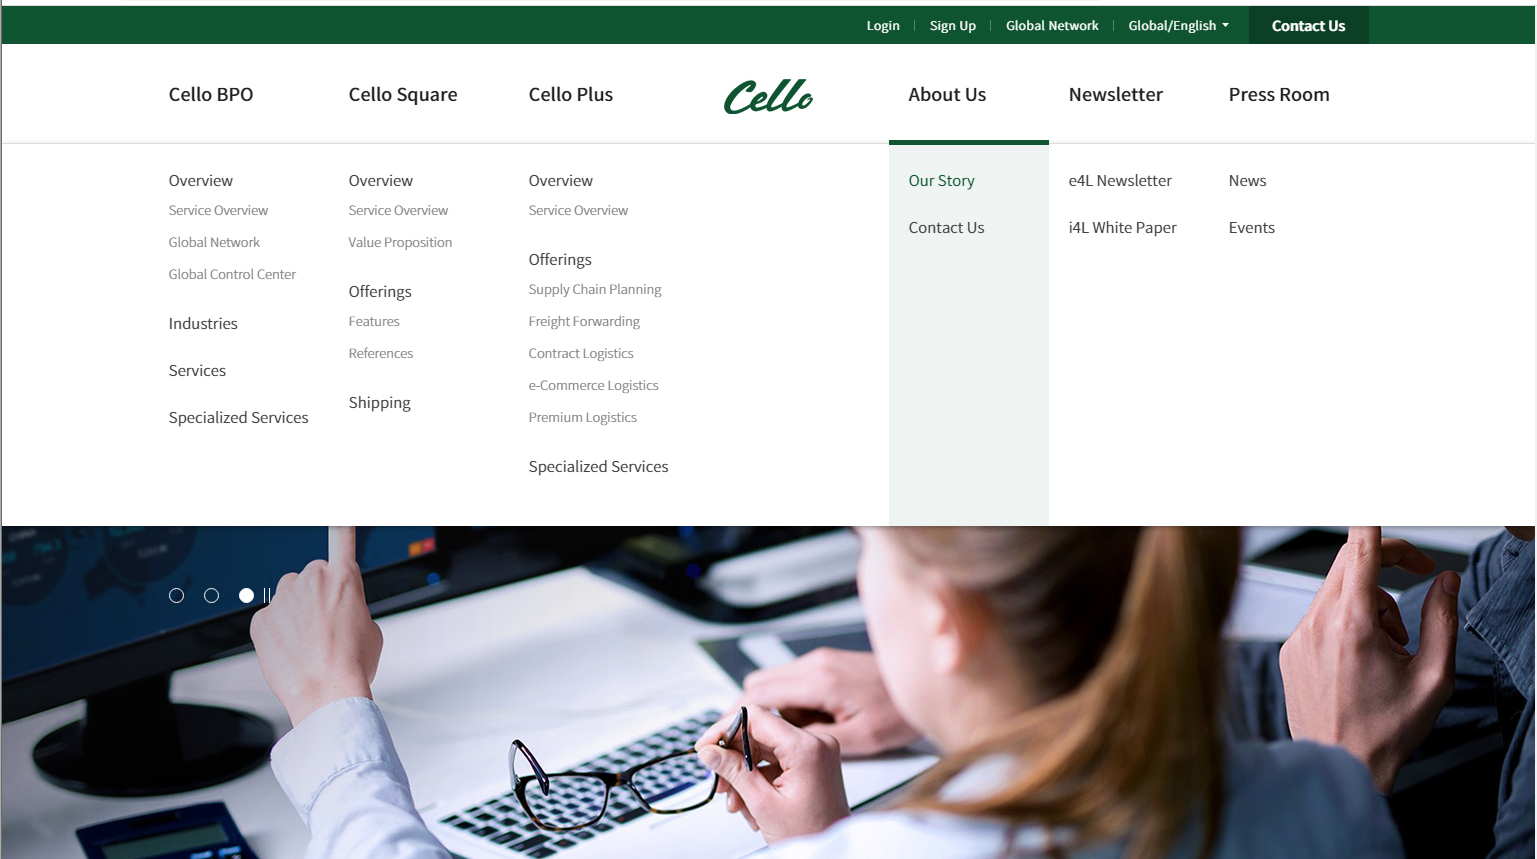 Login
Sign Up
Global Network
Global/English
Contact Us
Cello BPO
Cello Square
Cello Plus
Cello
About Us
Newsletter
Press Room
Overview
Service Overview
Global Network
Global Control Center
Industries
Services
Specialized Services
Overview
Service Overview
Value Proposition
Offerings
Features
References
Shipping
Overview
Service Overview
Offerings
Supply Chain Planning
Freight Forwarding
Contract Logistics
e-Commerce Logistics
Premium Logistics
Specialized Services
Our Story
Contact Us
e4L Newsletter
i4L White Paper
News
Events